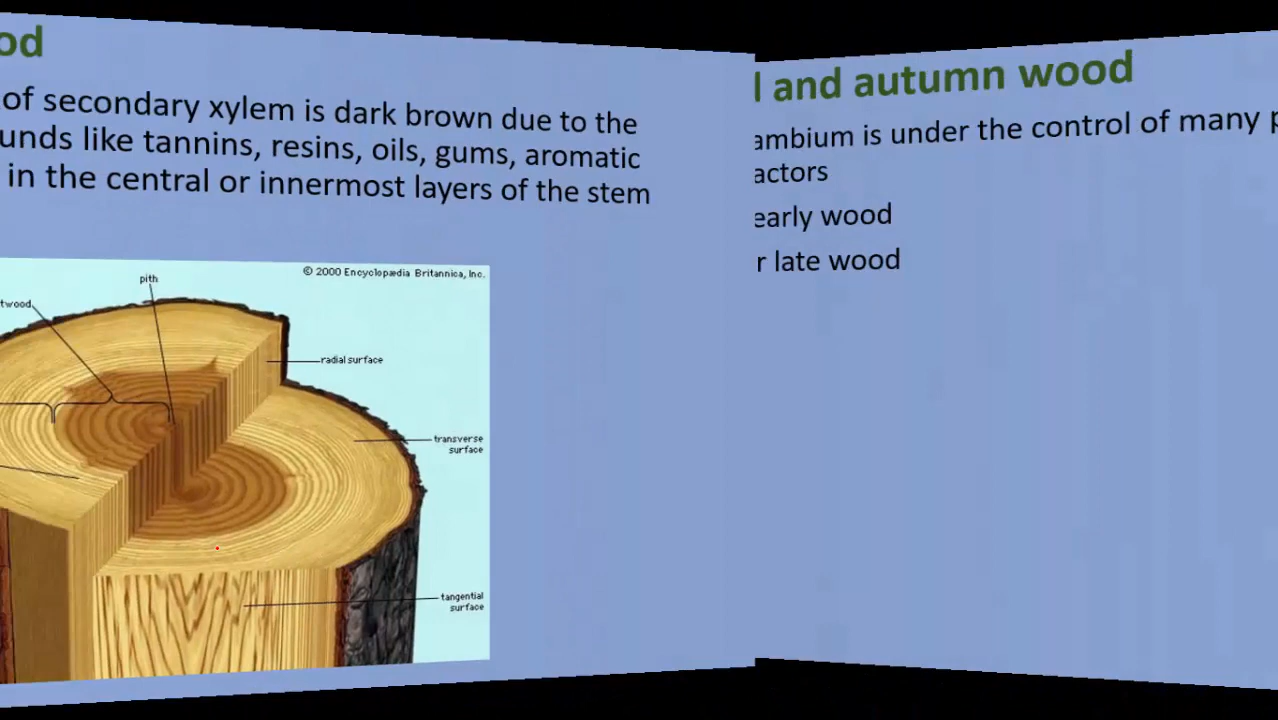 od
of secondary xylem is dark brown due to the
unds like tannins, resins, oils, gums, aromatic
in the central or innermost layers of the stem
© 2000 Encyclopædia Britannica, Inc.
pith
twood
radial surface
transverse
surface
tangential
surface
l and autumn wood
ambium is under the control of many p
actors
early wood
r late wood